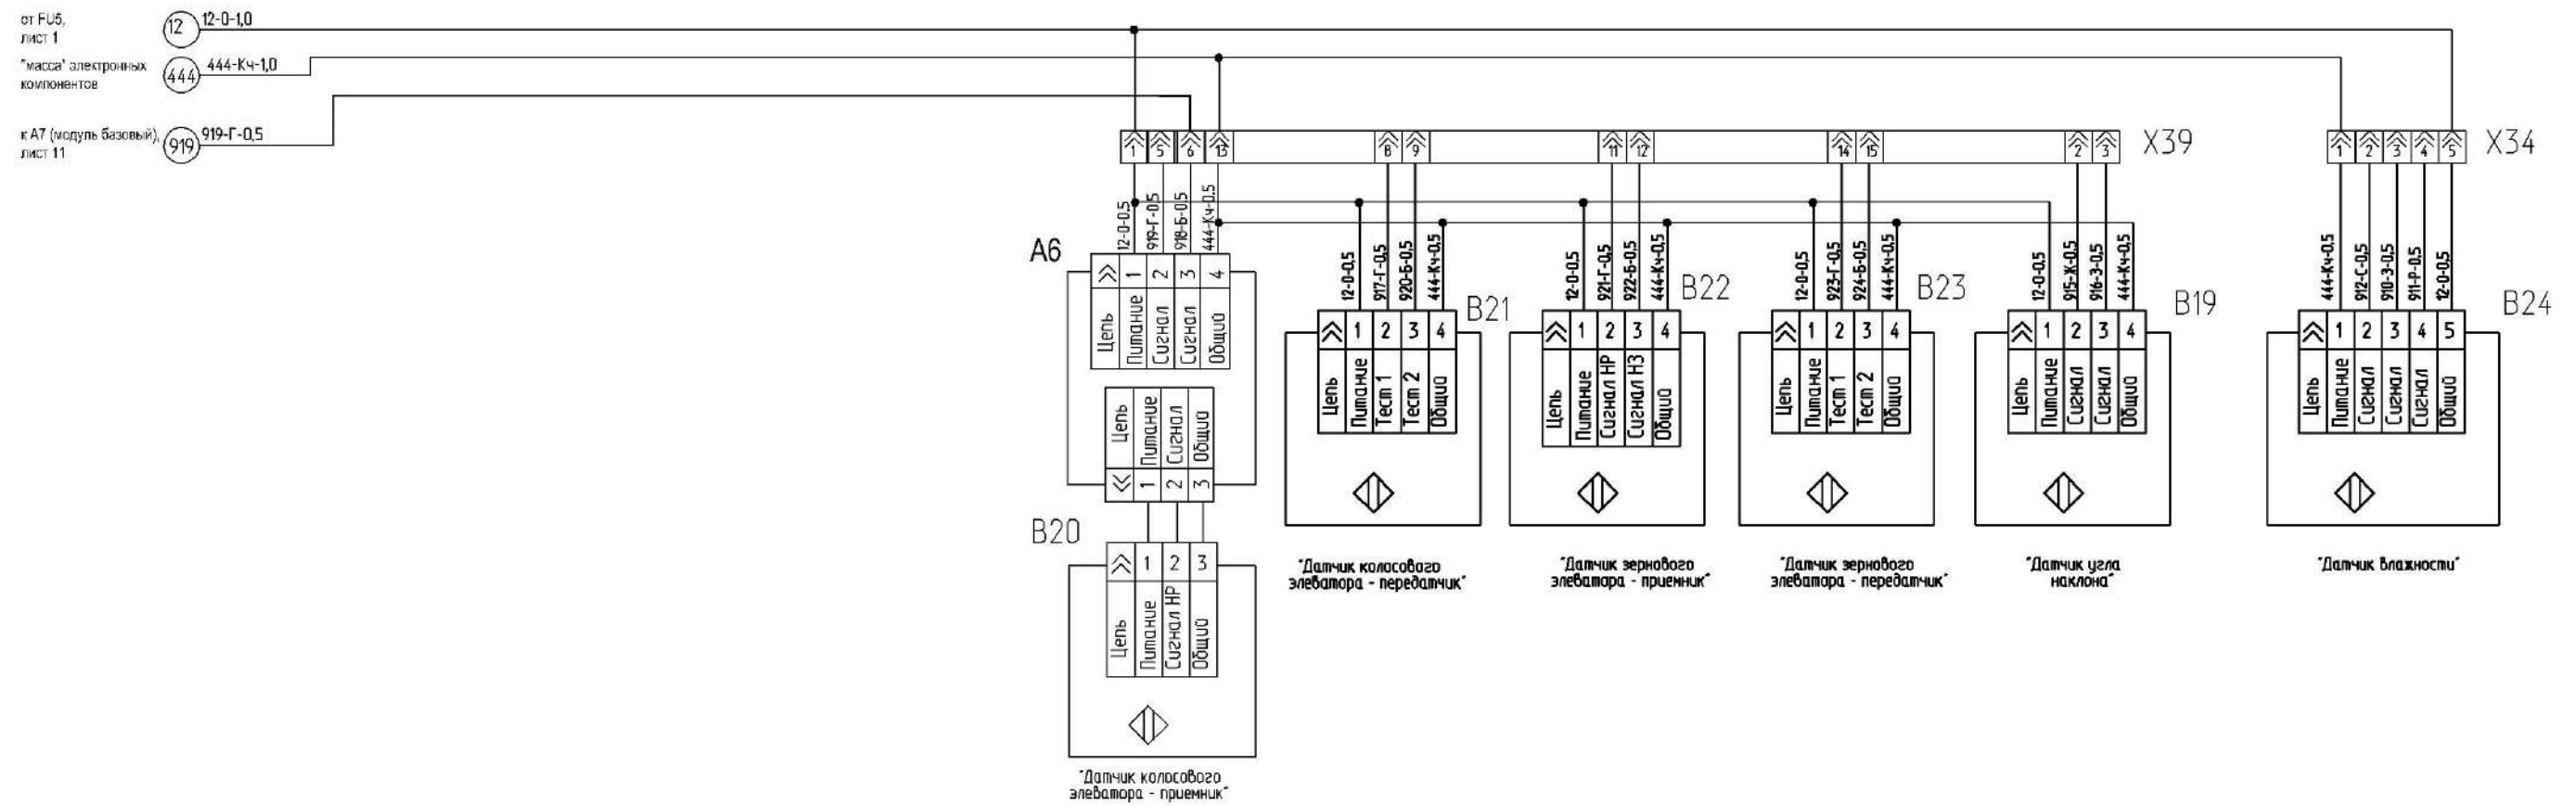 от FU5,
лист 1
12
12-0-1,0
"масса" электронных
компонентов
444
444-Кч-1,0
к А7 (модуль базовый),
лист 11
919
919-Г-0,5
1 5 6 13 8 9 11 12 14 15 2 3
X39
1 2 3 4 5
X34
12-0-0,5
919-Г-0,5
918-Б-0,5
444-Кч-0,5
A6
1 2 3 4
Цепь
Питание
Сигнал
Сигнал
Общий
Цепь
Питание
Сигнал
Общий
1 2 3
B20
1 2 3
Цепь
Питание
Сигнал НР
Общий
"Датчик колосового
элеватора - приемник"
12-0-0,5
917-Г-0,5
920-Б-0,5
444-Кч-0,5
B21
1 2 3 4
Цепь
Питание
Тест 1
Тест 2
Общий
"Датчик колосового
элеватора - передатчик"
12-0-0,5
921-Г-0,5
922-Б-0,5
444-Кч-0,5
B22
1 2 3 4
Цепь
Питание
Сигнал НР
Сигнал НЗ
Общий
"Датчик зернового
элеватора - приемник"
12-0-0,5
923-Г-0,5
924-Б-0,5
444-Кч-0,5
B23
1 2 3 4
Цепь
Питание
Тест 1
Тест 2
Общий
"Датчик зернового
элеватора - передатчик"
12-0-0,5
915-Ж-0,5
916-З-0,5
444-Кч-0,5
B19
1 2 3 4
Цепь
Питание
Сигнал
Сигнал
Общий
"Датчик угла
наклона"
444-Кч-0,5
912-С-0,5
910-З-0,5
911-Р-0,5
12-0-0,5
B24
1 2 3 4 5
Цепь
Питание
Сигнал
Сигнал
Сигнал
Общий
"Датчик влажности"